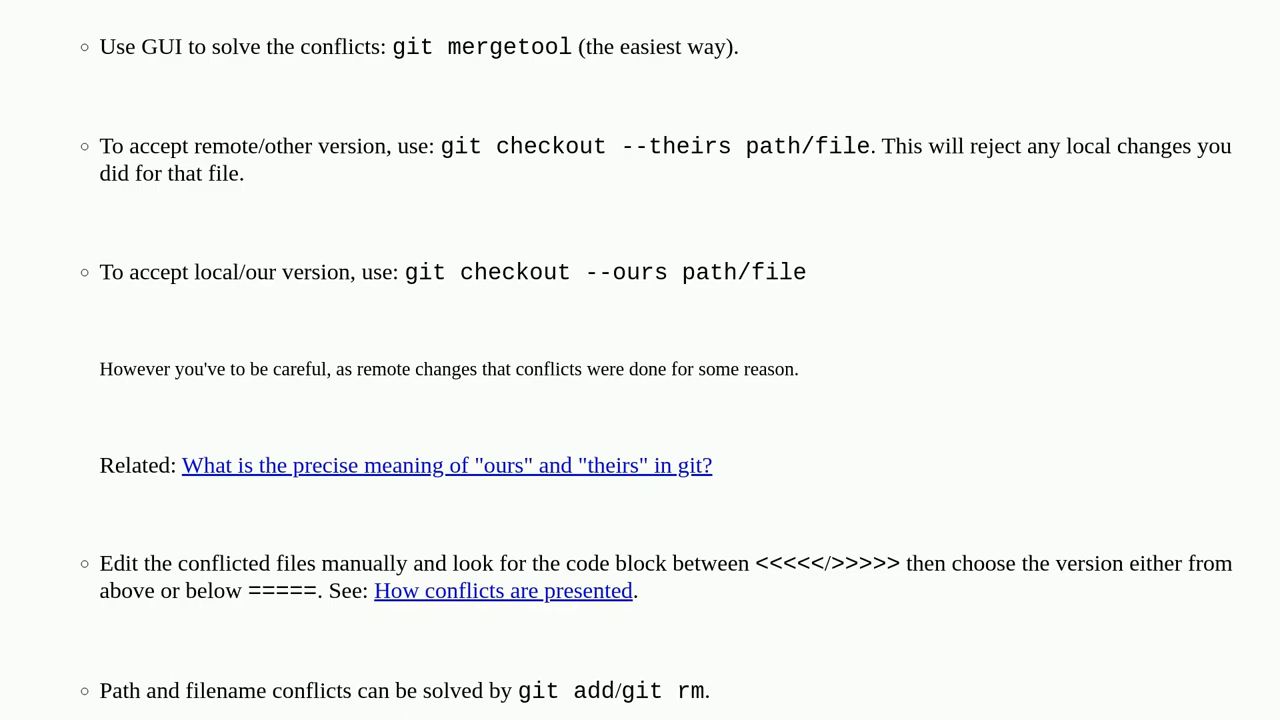 Use GUI to solve the conflicts: git mergetool (the easiest way).
To accept remote/other version, use: git checkout --theirs path/file. This will reject any local changes you
did for that file.
To accept local/our version, use: git checkout --ours path/file
However you've to be careful, as remote changes that conflicts were done for some reason.
Related: What is the precise meaning of "ours" and "theirs" in git?
Edit the conflicted files manually and look for the code block between <<<<</>>>>> then choose the version either from
above or below =====. See: How conflicts are presented.
Path and filename conflicts can be solved by git add/git rm.